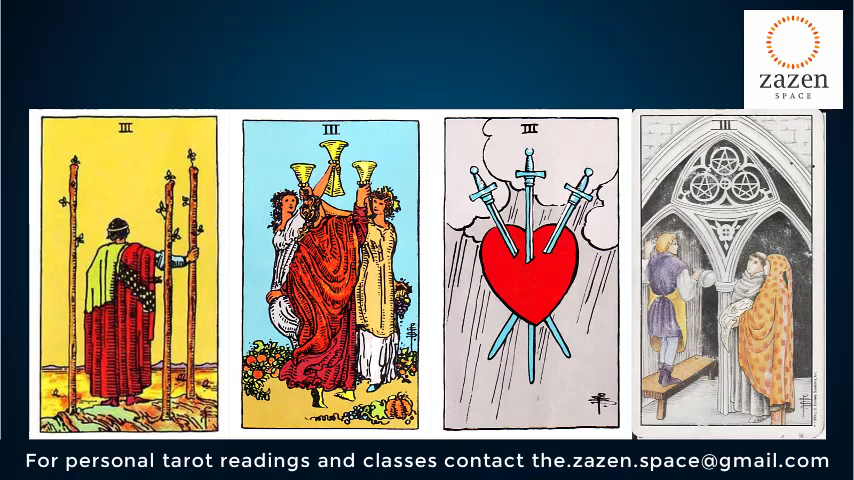 zazen
SPACE
III
III
III
III
For personal tarot readings and classes contact the.zazen.space@gmail.com